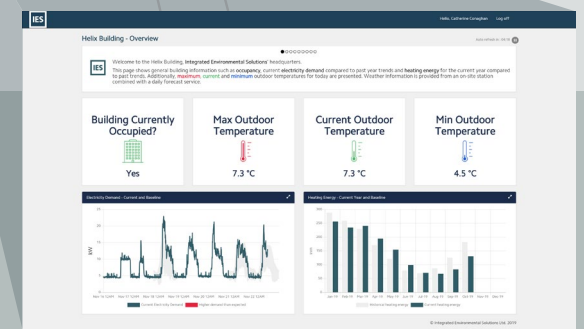 IES
Hello, Catherine Conaghan
Log off
Helix Building - Overview
IES
Welcome to the Helix Building, Integrated Environmental Solutions' headquarters.
This page shows general building information such as occupancy, current electricity demand compared to past year trends and heating energy for the current year compared
to past trends. Additionally, maximum, current and minimum outdoor temperatures for today are presented. Weather information is provided from an on-site station
combined with a daily forecast service.
Building Currently
Occupied?
Yes
Max Outdoor
Temperature
7.3 °C
Current Outdoor
Temperature
7.3 °C
Min Outdoor
Temperature
4.5 °C
Electricity Demand - Current and Baseline
kW
Current Electricity Demand
Higher demand than expected
Heating Energy - Current Year and Baseline
Historical heating energy
Current heating energy
© Integrated Environmental Solutions Ltd, 2019